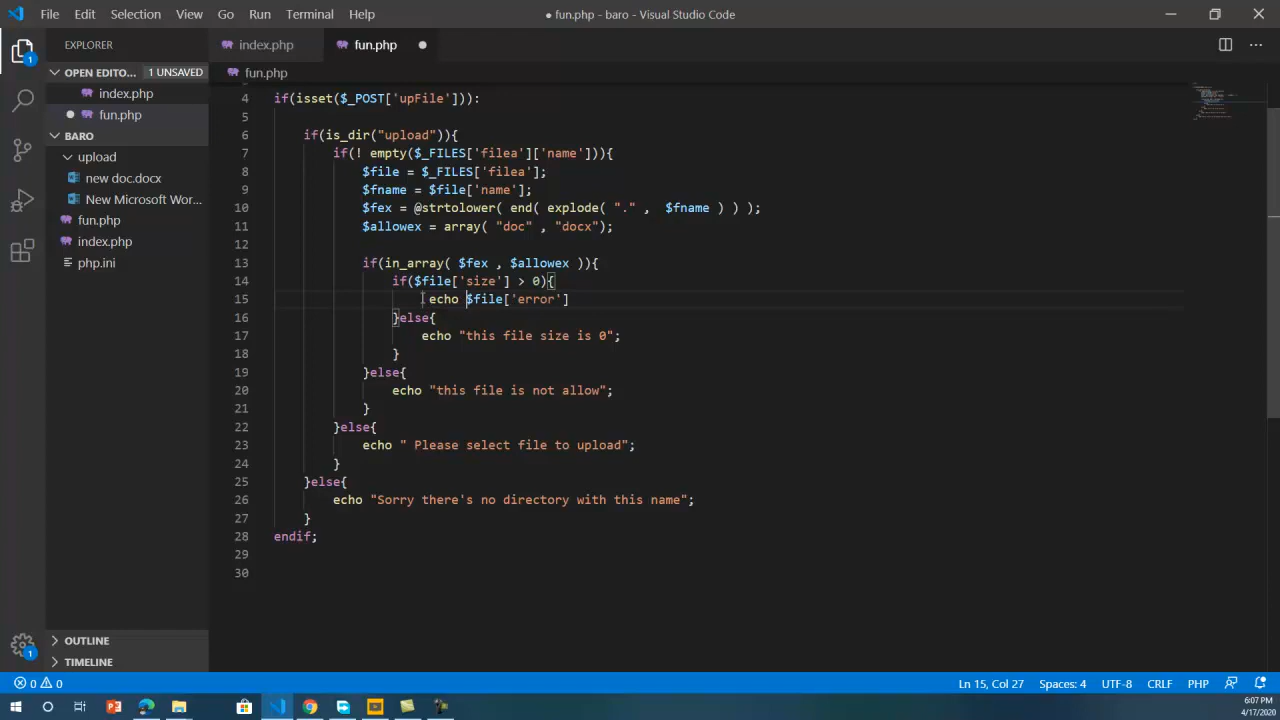 File Edit Selection View Go Run Terminal Help
● fun.php - baro - Visual Studio Code
EXPLORER
index.php
fun.php
OPEN EDITO... 1 UNSAVED
fun.php
index.php
fun.php
BARO
upload
new doc.docx
New Microsoft Wor...
fun.php
index.php
php.ini
OUTLINE
TIMELINE
4 if(isset($_POST['upFile'])):
5
6 if(is_dir("upload")){
7 if(! empty($_FILES['filea']['name'])){
8 $file = $_FILES['filea'];
9 $fname = $file['name'];
10 $fex = @strtolower( end( explode( "." , $fname ) ) );
11 $allowex = array( "doc" , "docx");
12
13 if(in_array( $fex , $allowex )){
14 if($file['size'] > 0){
15 echo $file['error']
16 }else{
17 echo "this file size is 0";
18 }
19 }else{
20 echo "this file is not allow";
21 }
22 }else{
23 echo " Please select file to upload";
24 }
25 }else{
26 echo "Sorry there's no directory with this name";
27 }
28 endif;
29
30
1
1
0 0 Ln 15, Col 27 Spaces: 4 UTF-8 CRLF PHP
6:07 PM
4/17/2020